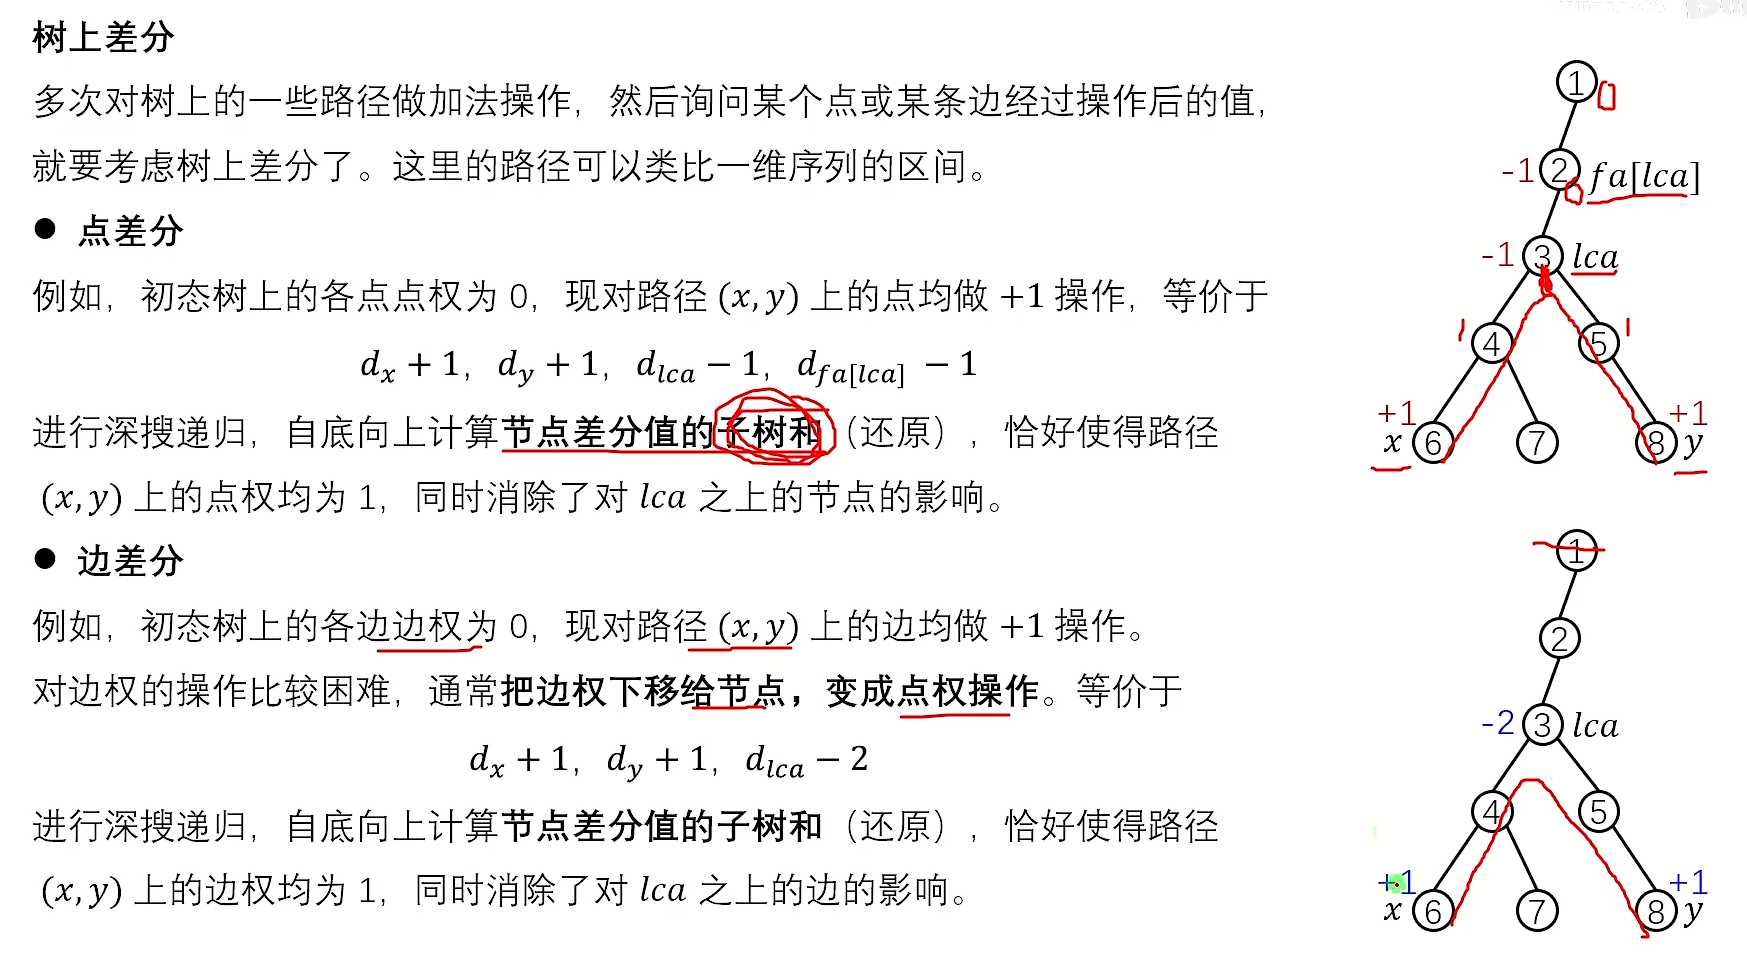 树上差分
多次对树上的一些路径做加法操作，然后询问某个点或某条边经过操作后的值，
就要考虑树上差分了。这里的路径可以类比一维序列的区间。
● 点差分
例如，初态树上的各点点权为 0，现对路径 (x, y) 上的点均做 +1 操作，等价于
d_x + 1，d_y + 1，d_lca − 1，d_fa[lca] − 1
进行深搜递归，自底向上计算节点差分值的子树和（还原），恰好使得路径
(x, y) 上的点权均为 1，同时消除了对 lca 之上的节点的影响。
● 边差分
例如，初态树上的各边边权为 0，现对路径 (x, y) 上的边均做 +1 操作。
对边权的操作比较困难，通常把边权下移给节点，变成点权操作。等价于
d_x + 1，d_y + 1，d_lca − 2
进行深搜递归，自底向上计算节点差分值的子树和（还原），恰好使得路径
(x, y) 上的边权均为 1，同时消除了对 lca 之上的边的影响。
1
-1 2 fa[lca]
-1 3 lca
4 5
+1 +1
x 6 7 8 y
1
2
-2 3 lca
4 5
+1 +1
x 6 7 8 y